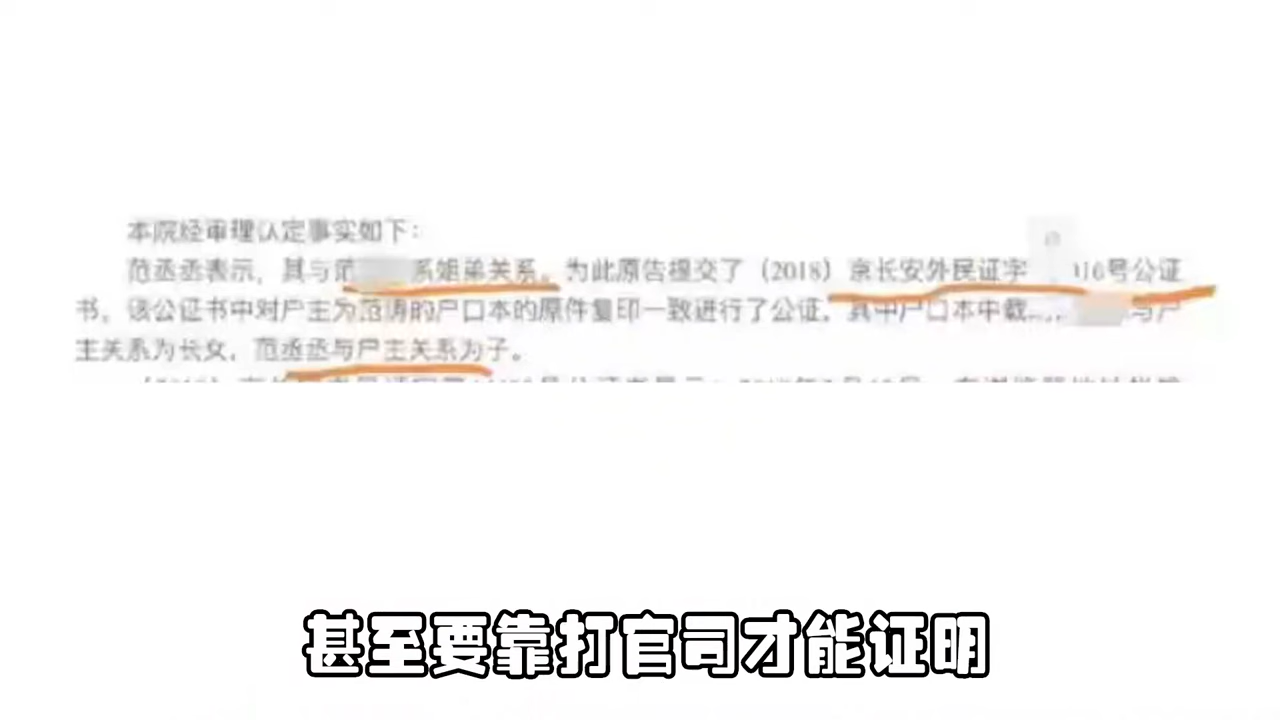 本院经审理认定事实如下：
范丞丞表示，其与范 系姐弟关系。为此原告提交了（2018）京长安外民证字 16号公证
书，该公证书中对户主为范涛的户口本的原件复印一致进行了公证，其中户口本中载 与户
主关系为长女，范丞丞与户主关系为子。
甚至要靠打官司才能证明